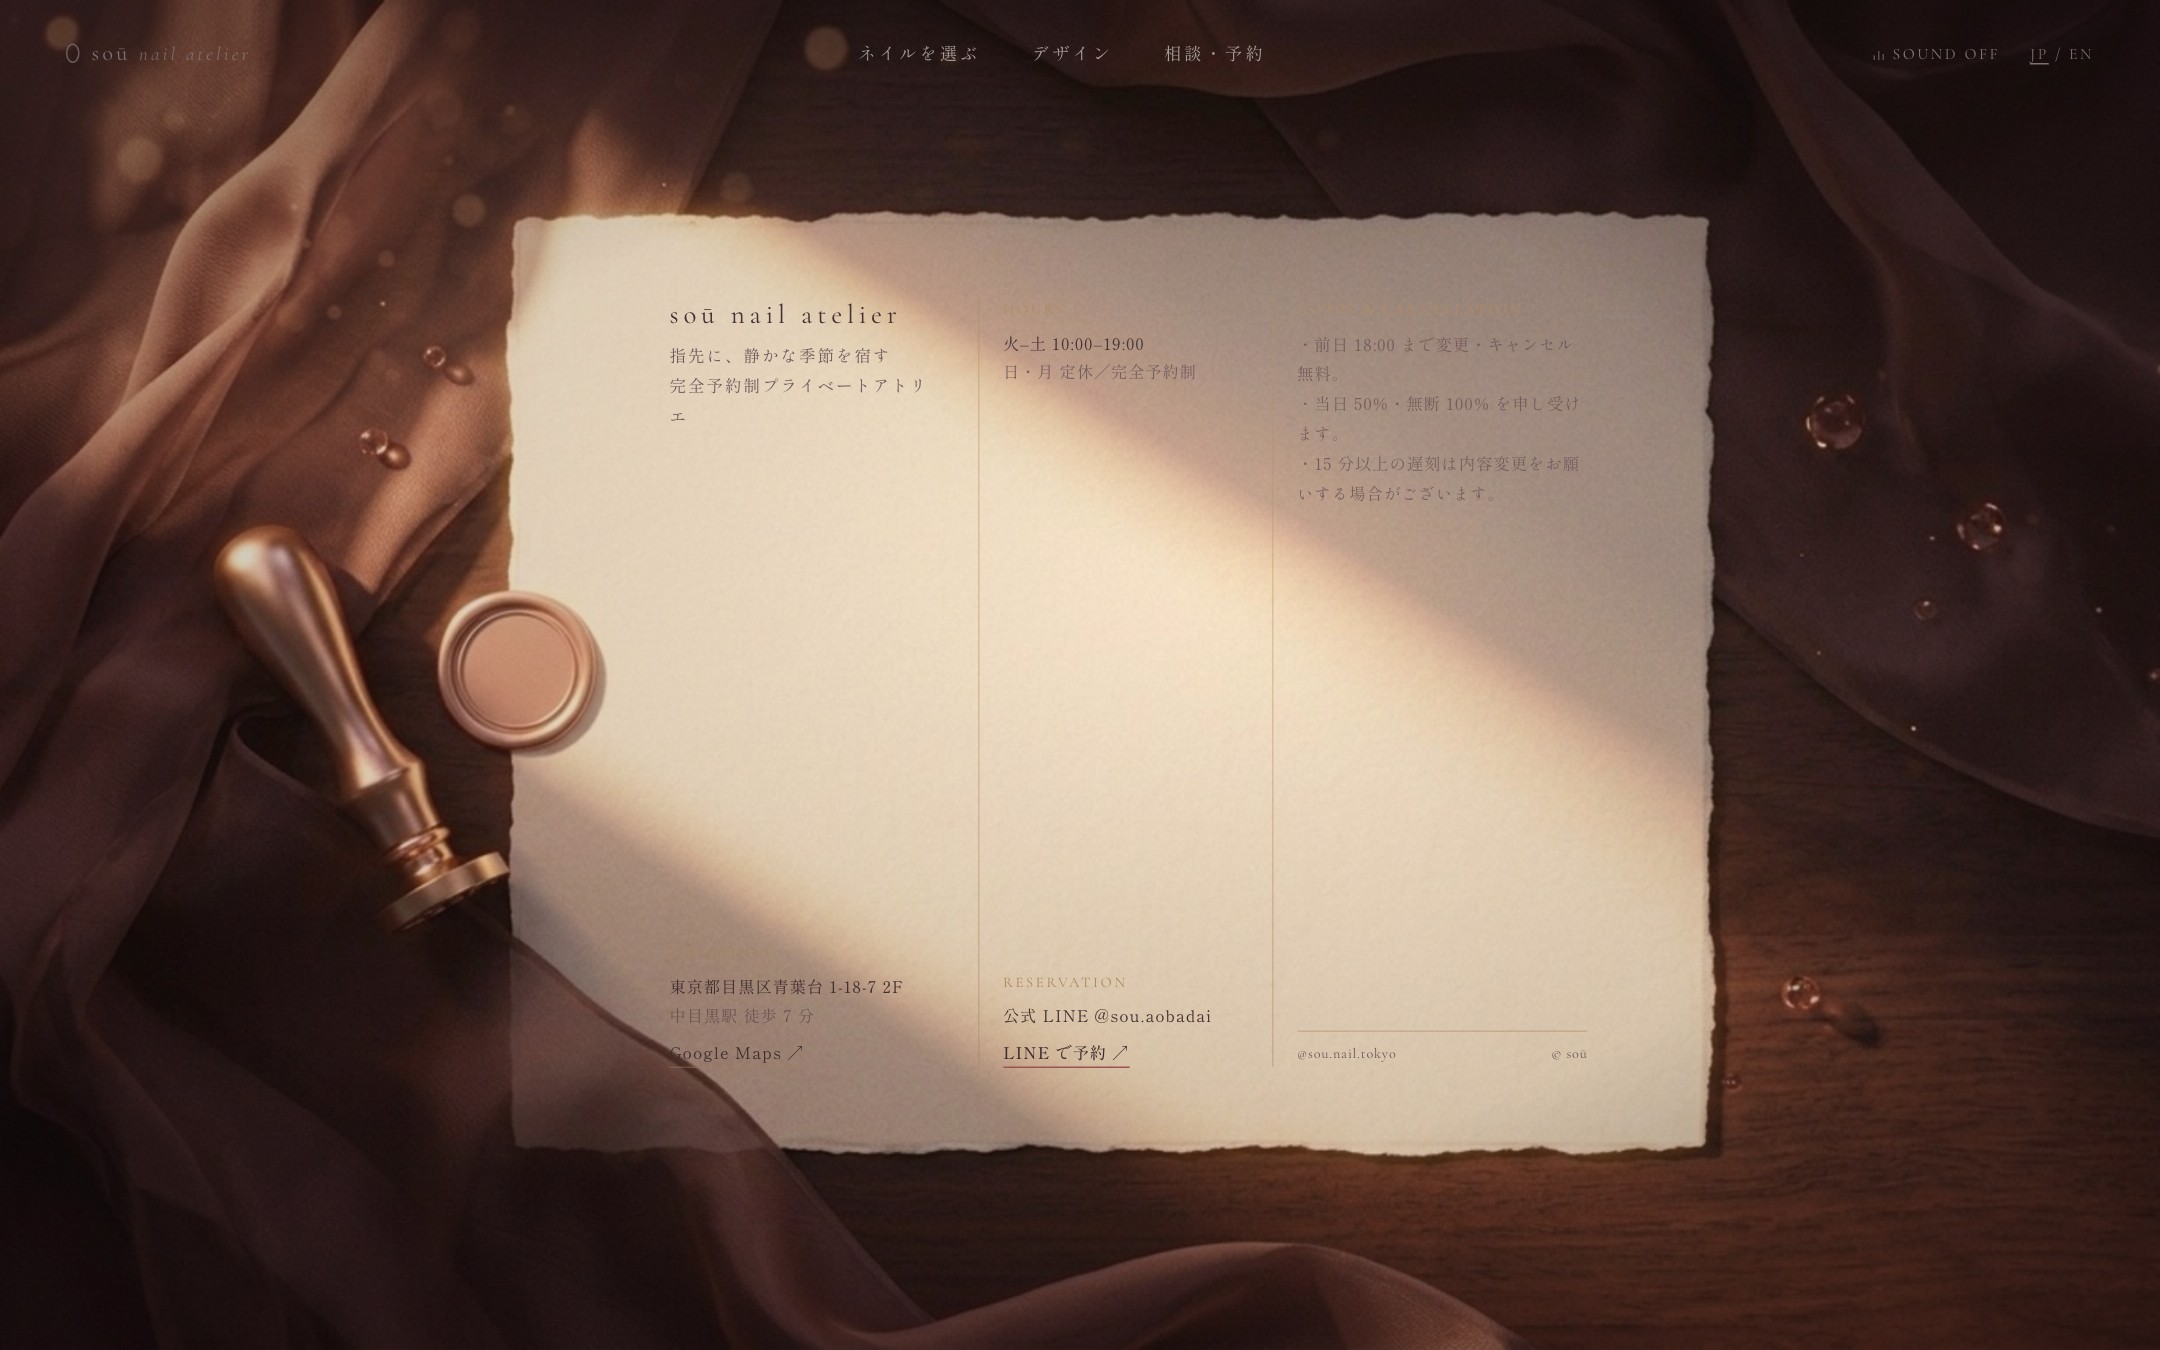 soū nail atelier
ネイルを選ぶ
デザイン
相談・予約
SOUND OFF
JP / EN
soū nail atelier
指先に、静かな季節を宿す
完全予約制プライベートアトリ
エ
東京都目黒区青葉台 1-18-7 2F
中目黒駅 徒歩 7 分
Google Maps ↗
火–土 10:00–19:00
日・月 定休／完全予約制
RESERVATION
公式 LINE @sou.aobadai
LINE で予約 ↗
・前日 18:00 まで変更・キャンセル
無料。
・当日 50%・無断 100% を申し受け
ます。
・15 分以上の遅刻は内容変更をお願
いする場合がございます。
@sou.nail.tokyo
© soū